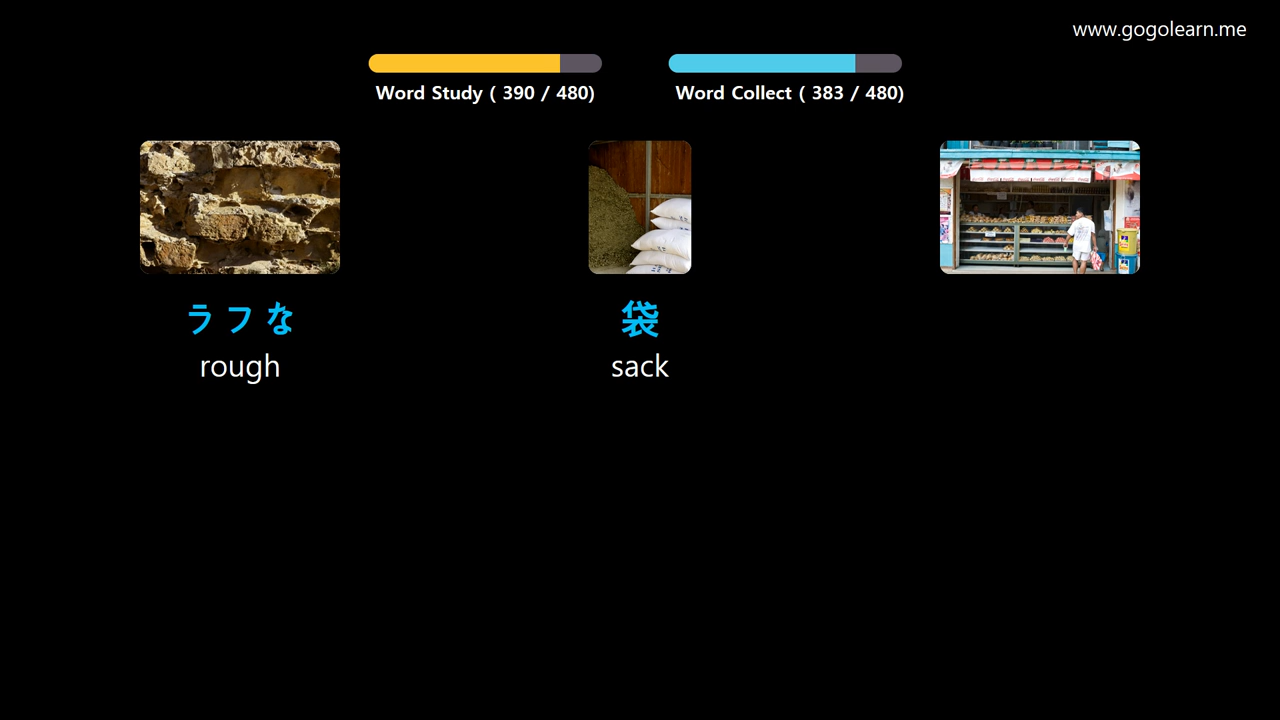 www.gogolearn.me
Word Study ( 390 / 480)
Word Collect ( 383 / 480)
ラフな
袋
rough
sack